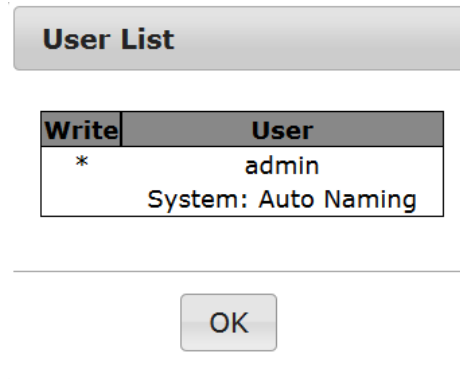 User List
Write User
* admin
System: Auto Naming
OK